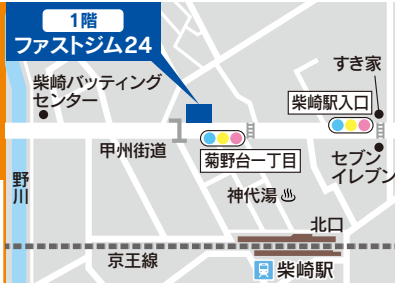 1階
ファストジム24
すき家
柴崎バッティング
センター
柴崎駅入口
甲州街道
菊野台一丁目
セブン
イレブン
野川
神代湯
北口
京王線
柴崎駅